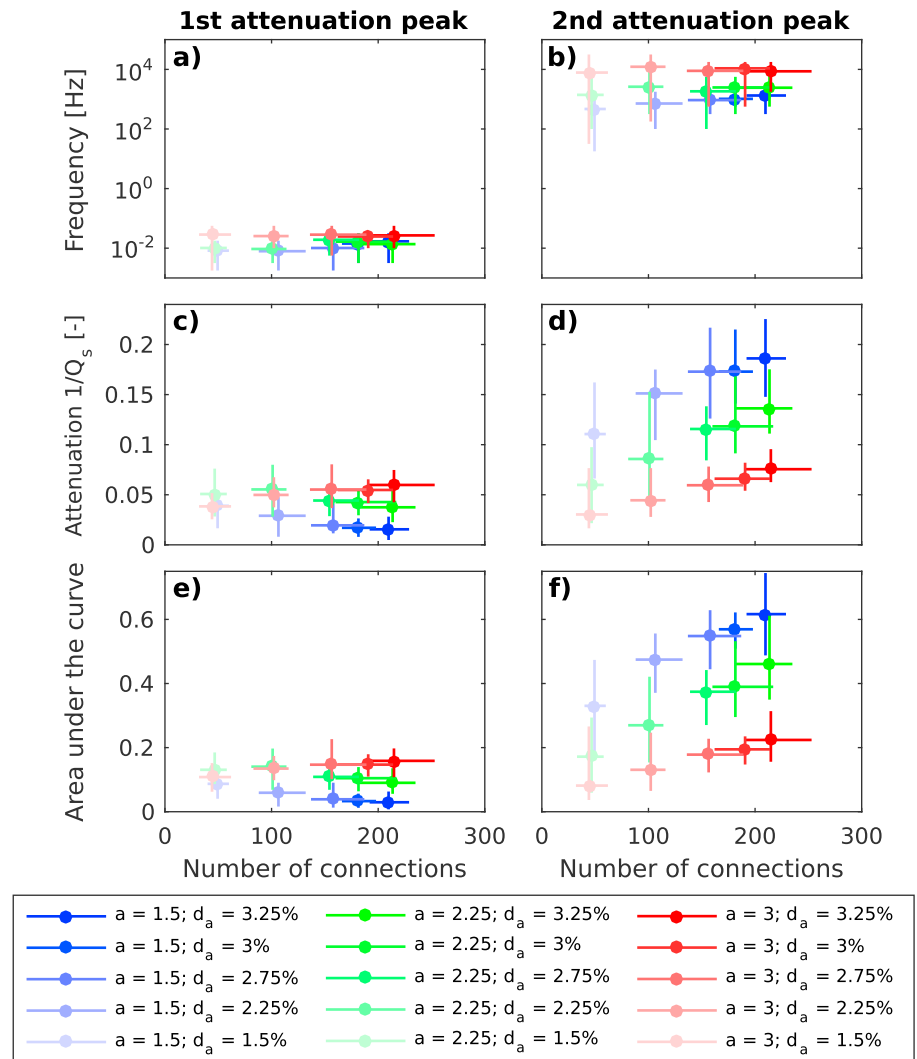 1st attenuation peak 2nd attenuation peak
a) b)
Frequency [Hz]
10^4
10^2
10^0
10^-2
c) d)
Attenuation 1/Q_s [-]
0.2
0.15
0.1
0.05
0
e) f)
Area under the curve
0.6
0.4
0.2
0
0 100 200 300 0 100 200 300
Number of connections Number of connections
a = 1.5; d_a = 3.25% a = 2.25; d_a = 3.25% a = 3; d_a = 3.25%
a = 1.5; d_a = 3% a = 2.25; d_a = 3% a = 3; d_a = 3%
a = 1.5; d_a = 2.75% a = 2.25; d_a = 2.75% a = 3; d_a = 2.75%
a = 1.5; d_a = 2.25% a = 2.25; d_a = 2.25% a = 3; d_a = 2.25%
a = 1.5; d_a = 1.5% a = 2.25; d_a = 1.5% a = 3; d_a = 1.5%